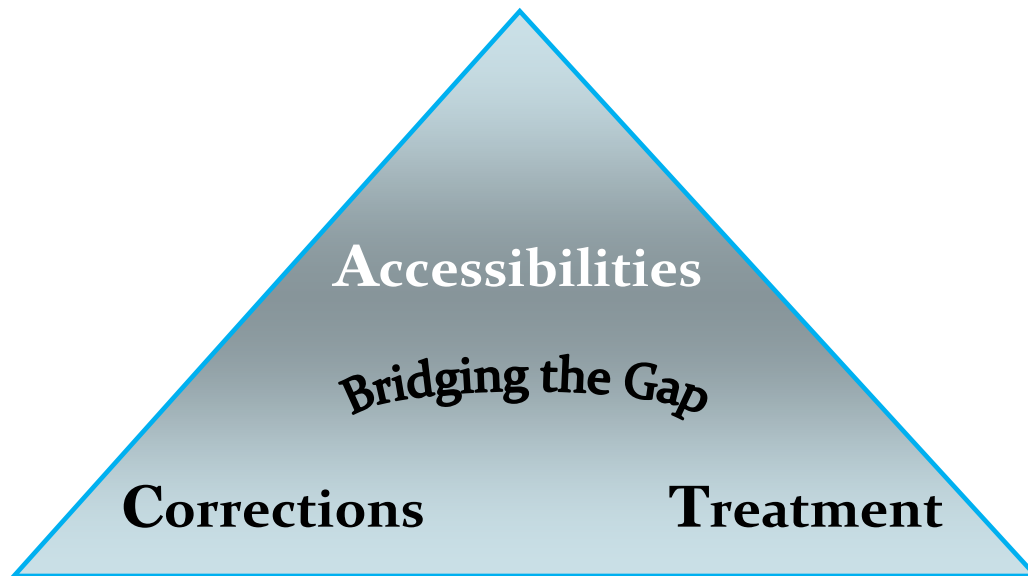 Accessibilities
Bridging the Gap
Corrections Treatment